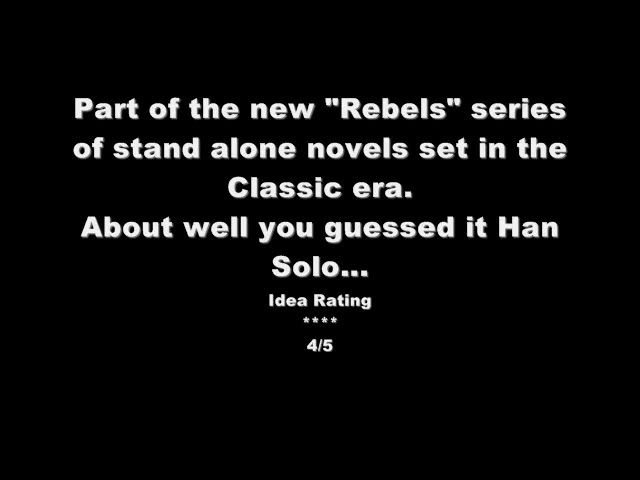 Part of the new "Rebels" series
of stand alone novels set in the
Classic era.
About well you guessed it Han
Solo...
Idea Rating
****
4/5